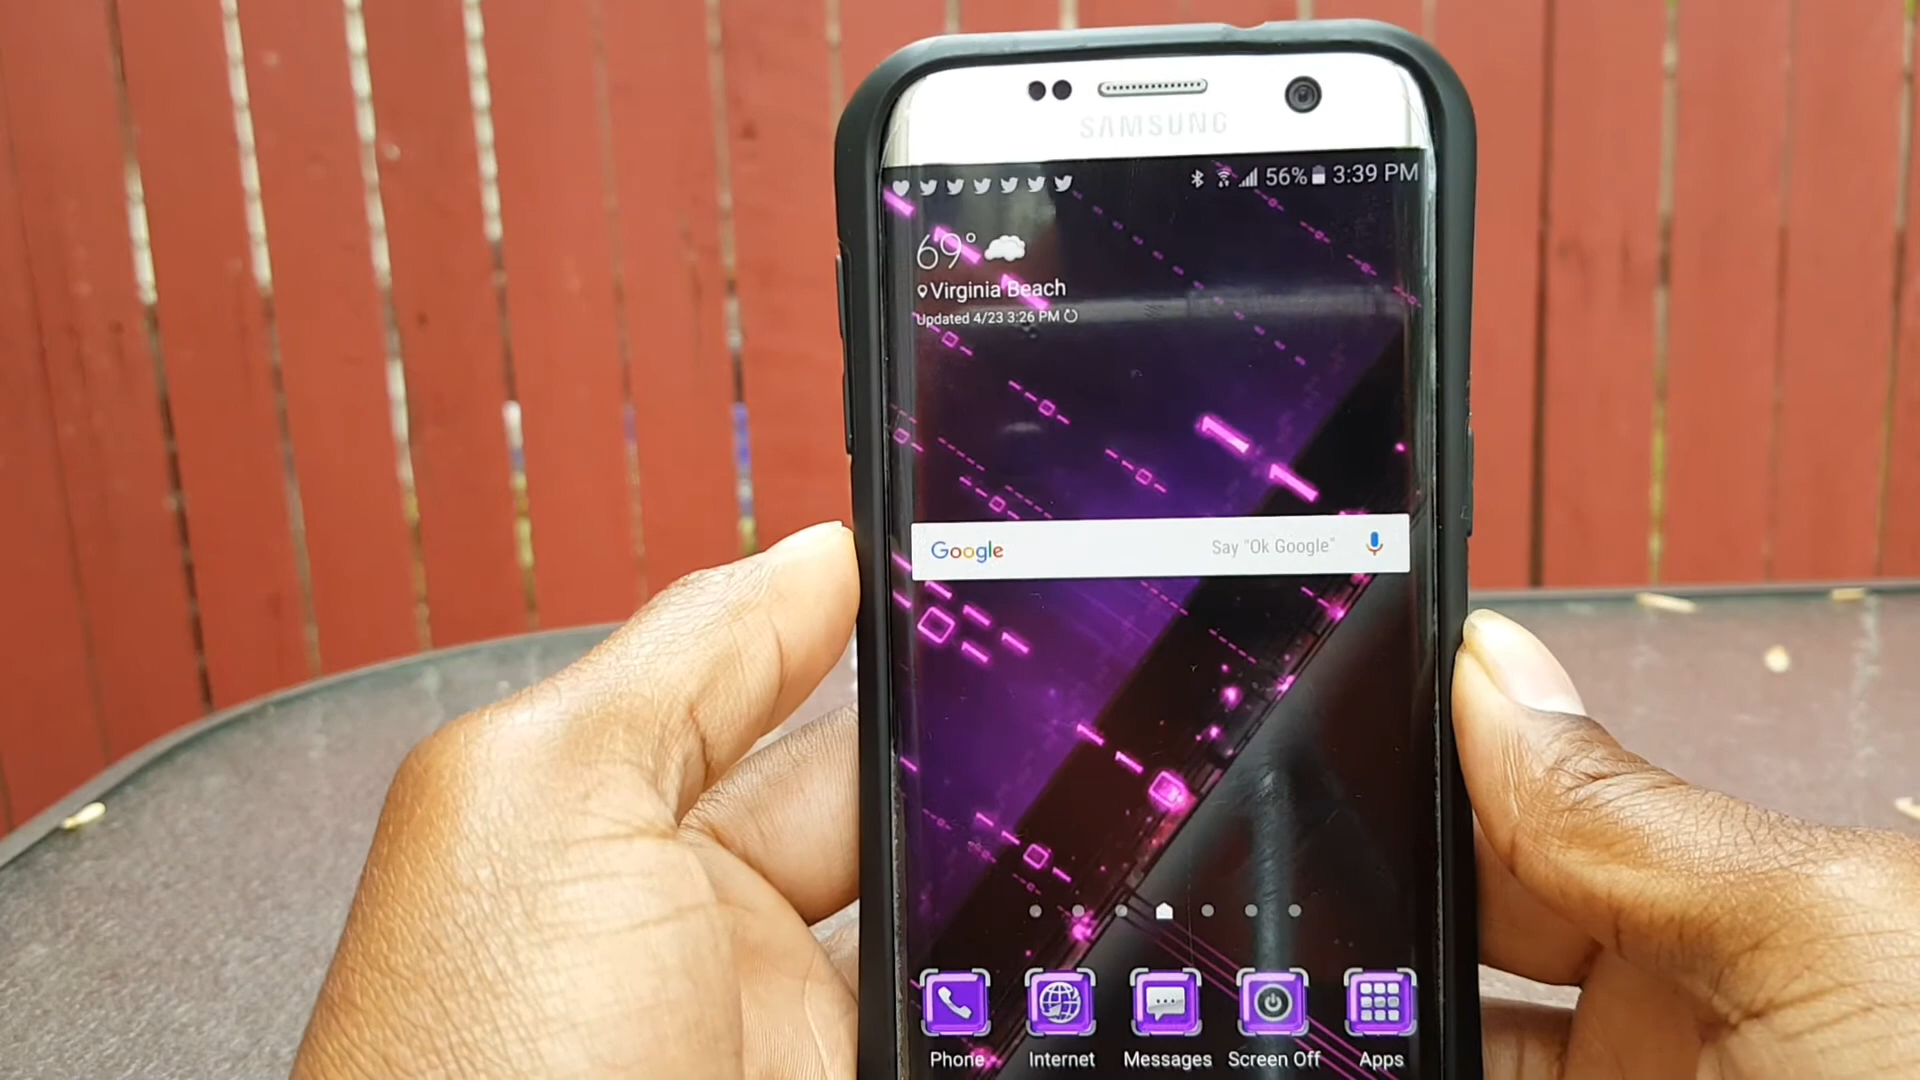 SAMSUNG
56% 3:39 PM
69°
Virginia Beach
Updated 4/23 3:26 PM
Google Say "Ok Google"
Phone Internet Messages Screen Off Apps